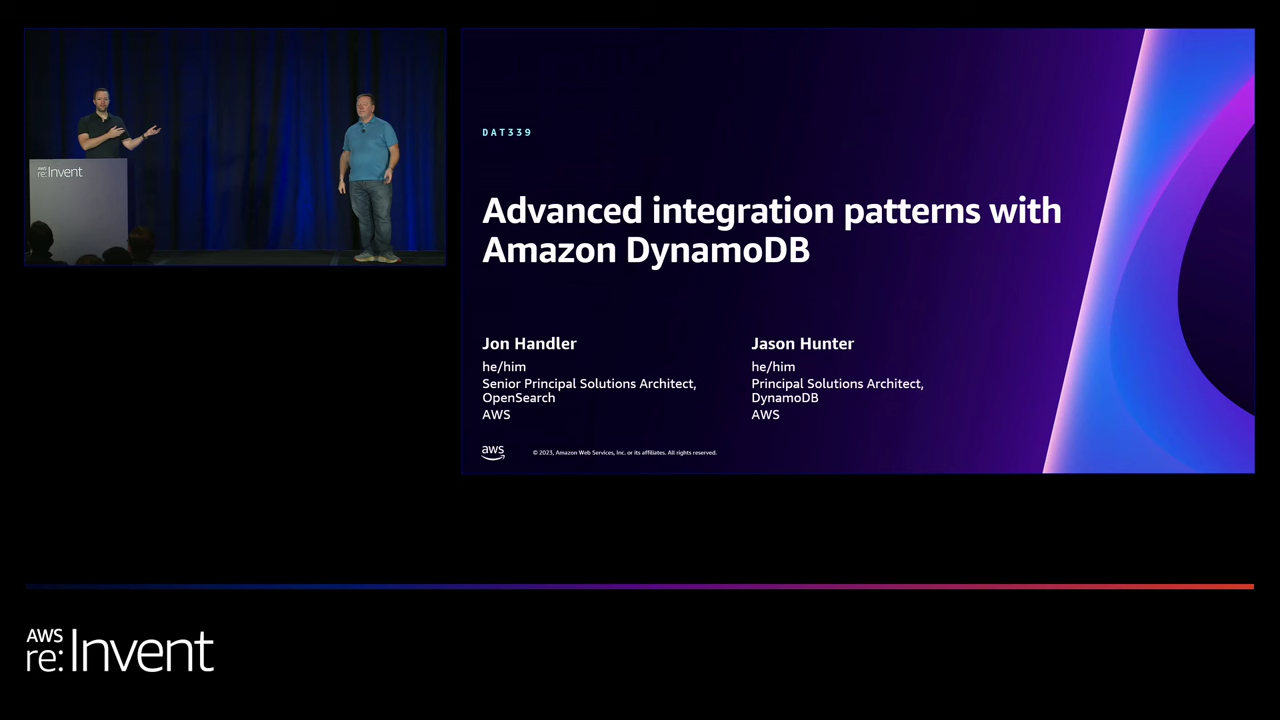 AWS
re:Invent
DAT339
Advanced integration patterns with
Amazon DynamoDB
Jon Handler
he/him
Senior Principal Solutions Architect,
OpenSearch
AWS
Jason Hunter
he/him
Principal Solutions Architect,
DynamoDB
AWS
aws
© 2023, Amazon Web Services, Inc. or its affiliates. All rights reserved.
AWS
re:Invent